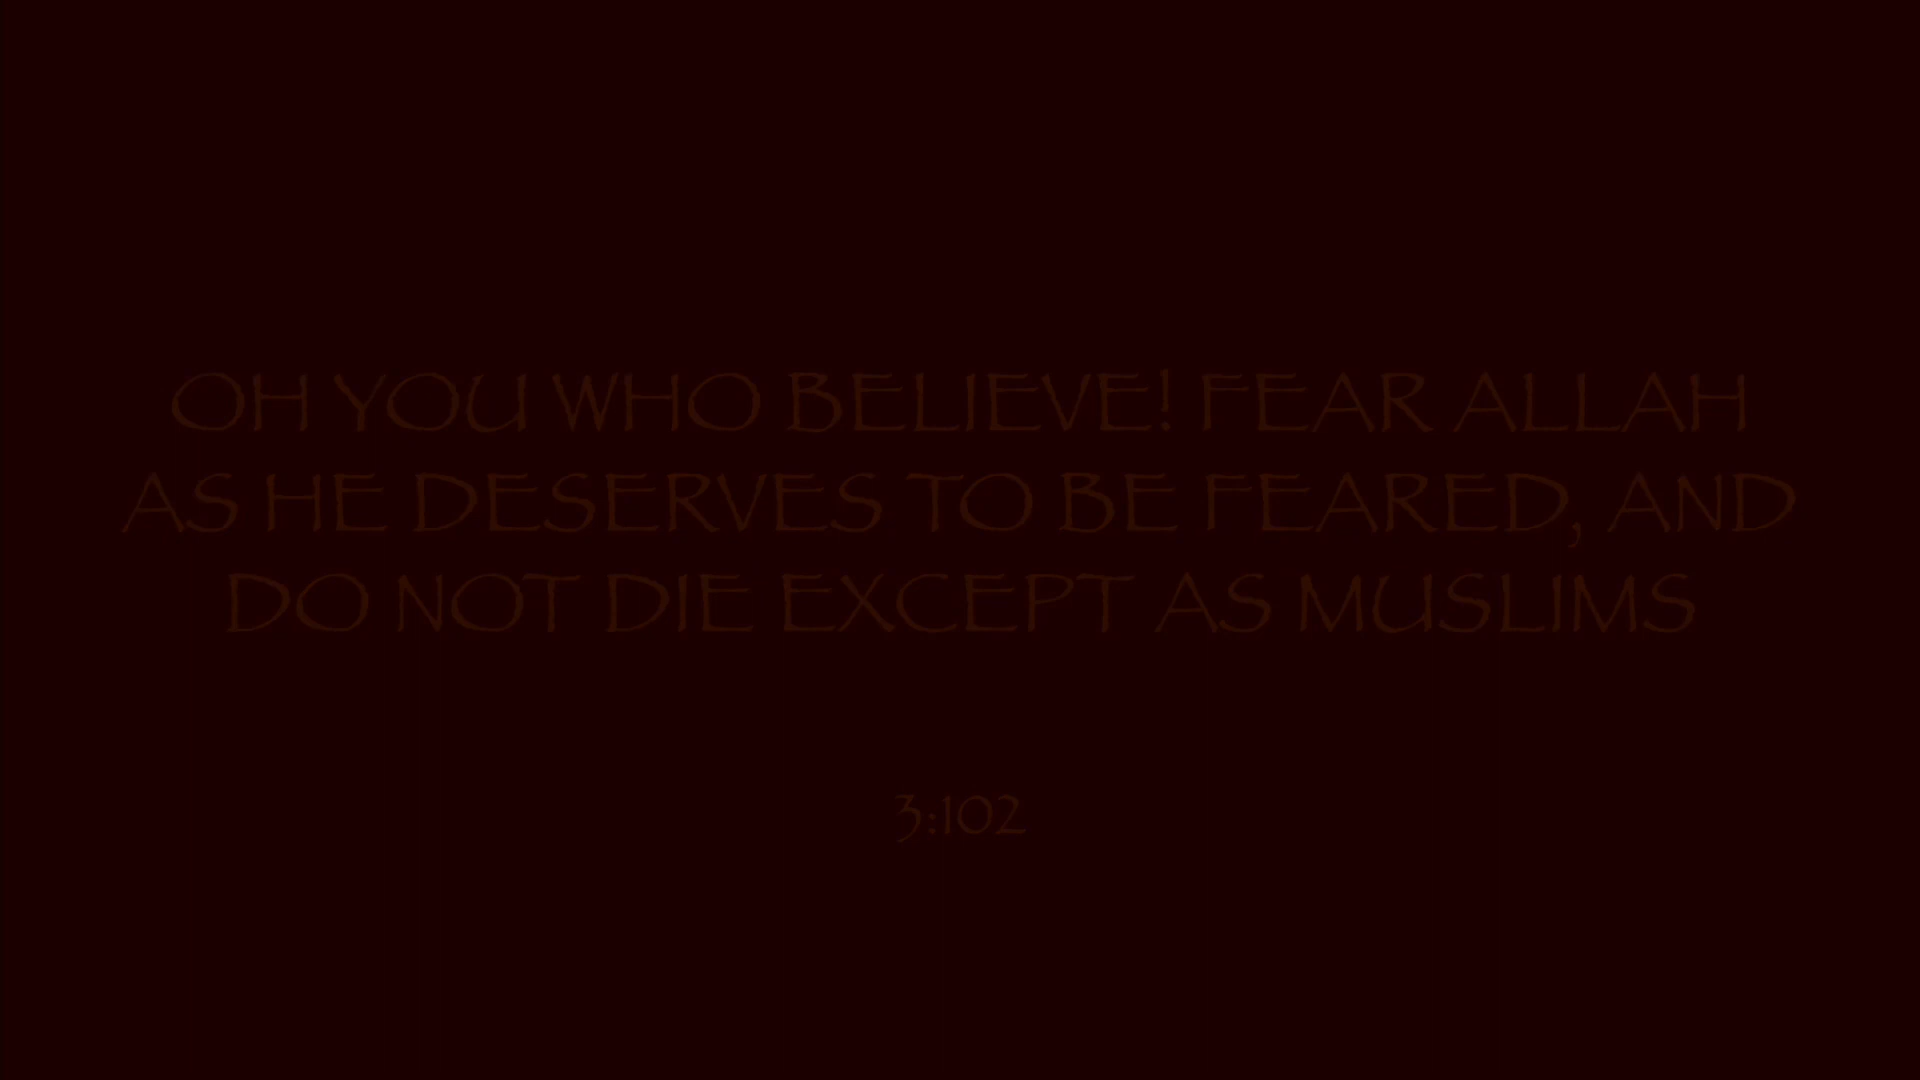 OH YOU WHO BELIEVE! FEAR ALLAH
AS HE DESERVES TO BE FEARED, AND
DO NOT DIE EXCEPT AS MUSLIMS
3:102